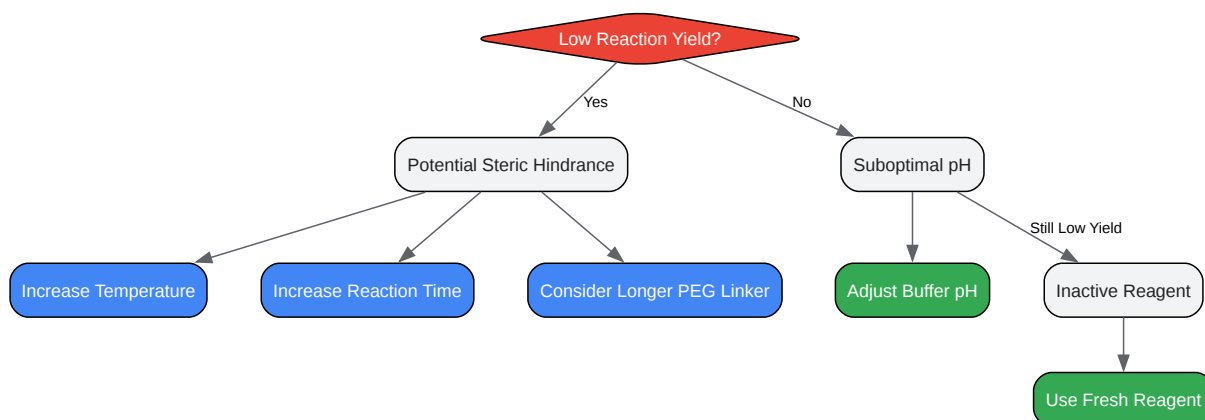 Low Reaction Yield?
Yes
No
Potential Steric Hindrance
Suboptimal pH
Still Low Yield
Increase Temperature
Increase Reaction Time
Consider Longer PEG Linker
Adjust Buffer pH
Inactive Reagent
Use Fresh Reagent